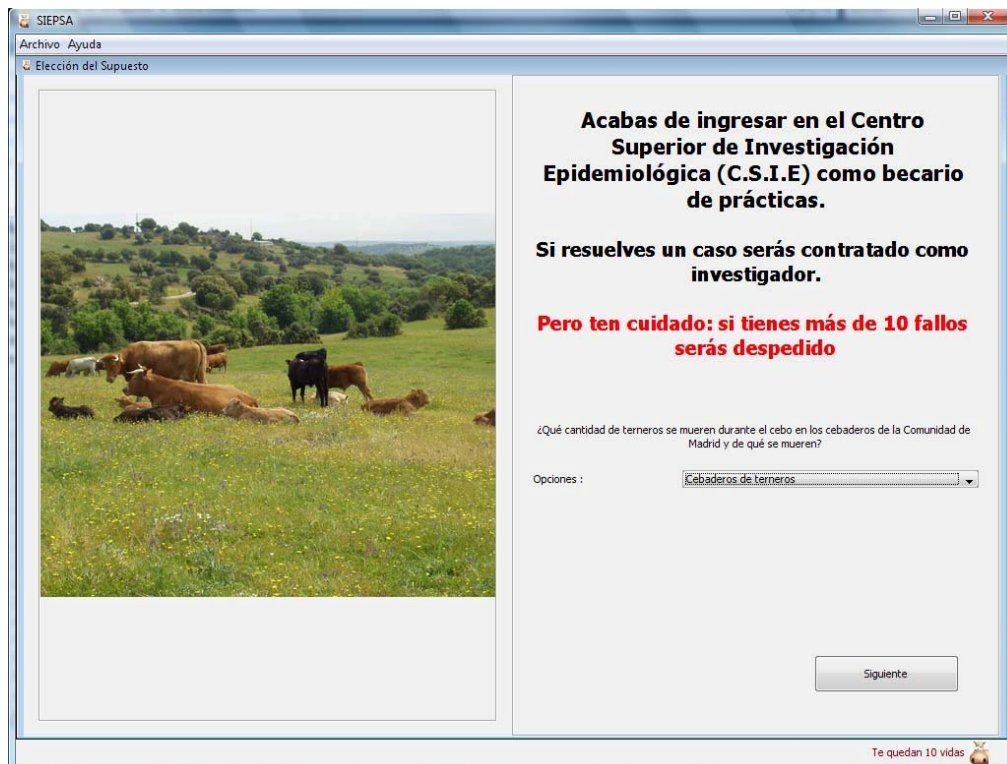 SIEPSA
Archivo Ayuda
Elección del Supuesto
Acabas de ingresar en el Centro
Superior de Investigación
Epidemiológica (C.S.I.E) como becario
de prácticas.
Si resuelves un caso serás contratado como
investigador.
Pero ten cuidado: si tienes más de 10 fallos
serás despedido
¿Qué cantidad de terneros se mueren durante el cebo en los cebaderos de la Comunidad de
Madrid y de qué se mueren?
Opciones : Cebaderos de terneros
Siguiente
Te quedan 10 vidas